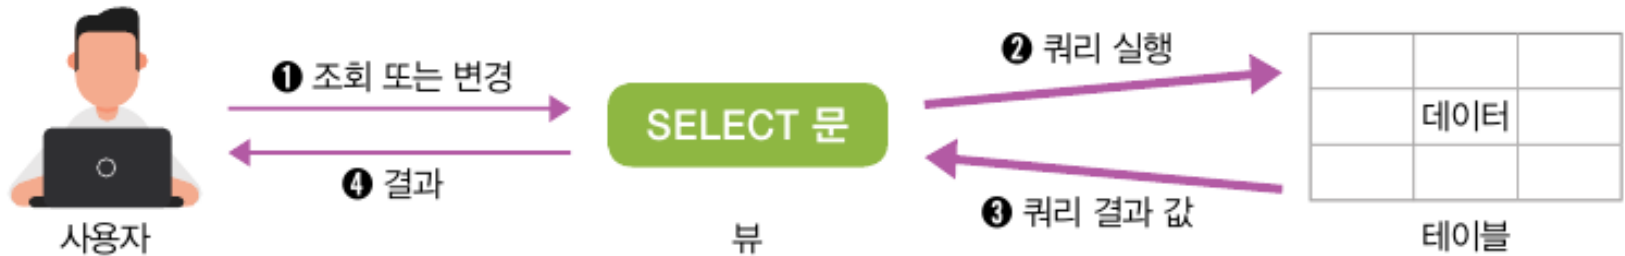 ❶ 조회 또는 변경
SELECT 문
❷ 쿼리 실행
데이터
❹ 결과
❸ 쿼리 결과 값
사용자
뷰
테이블